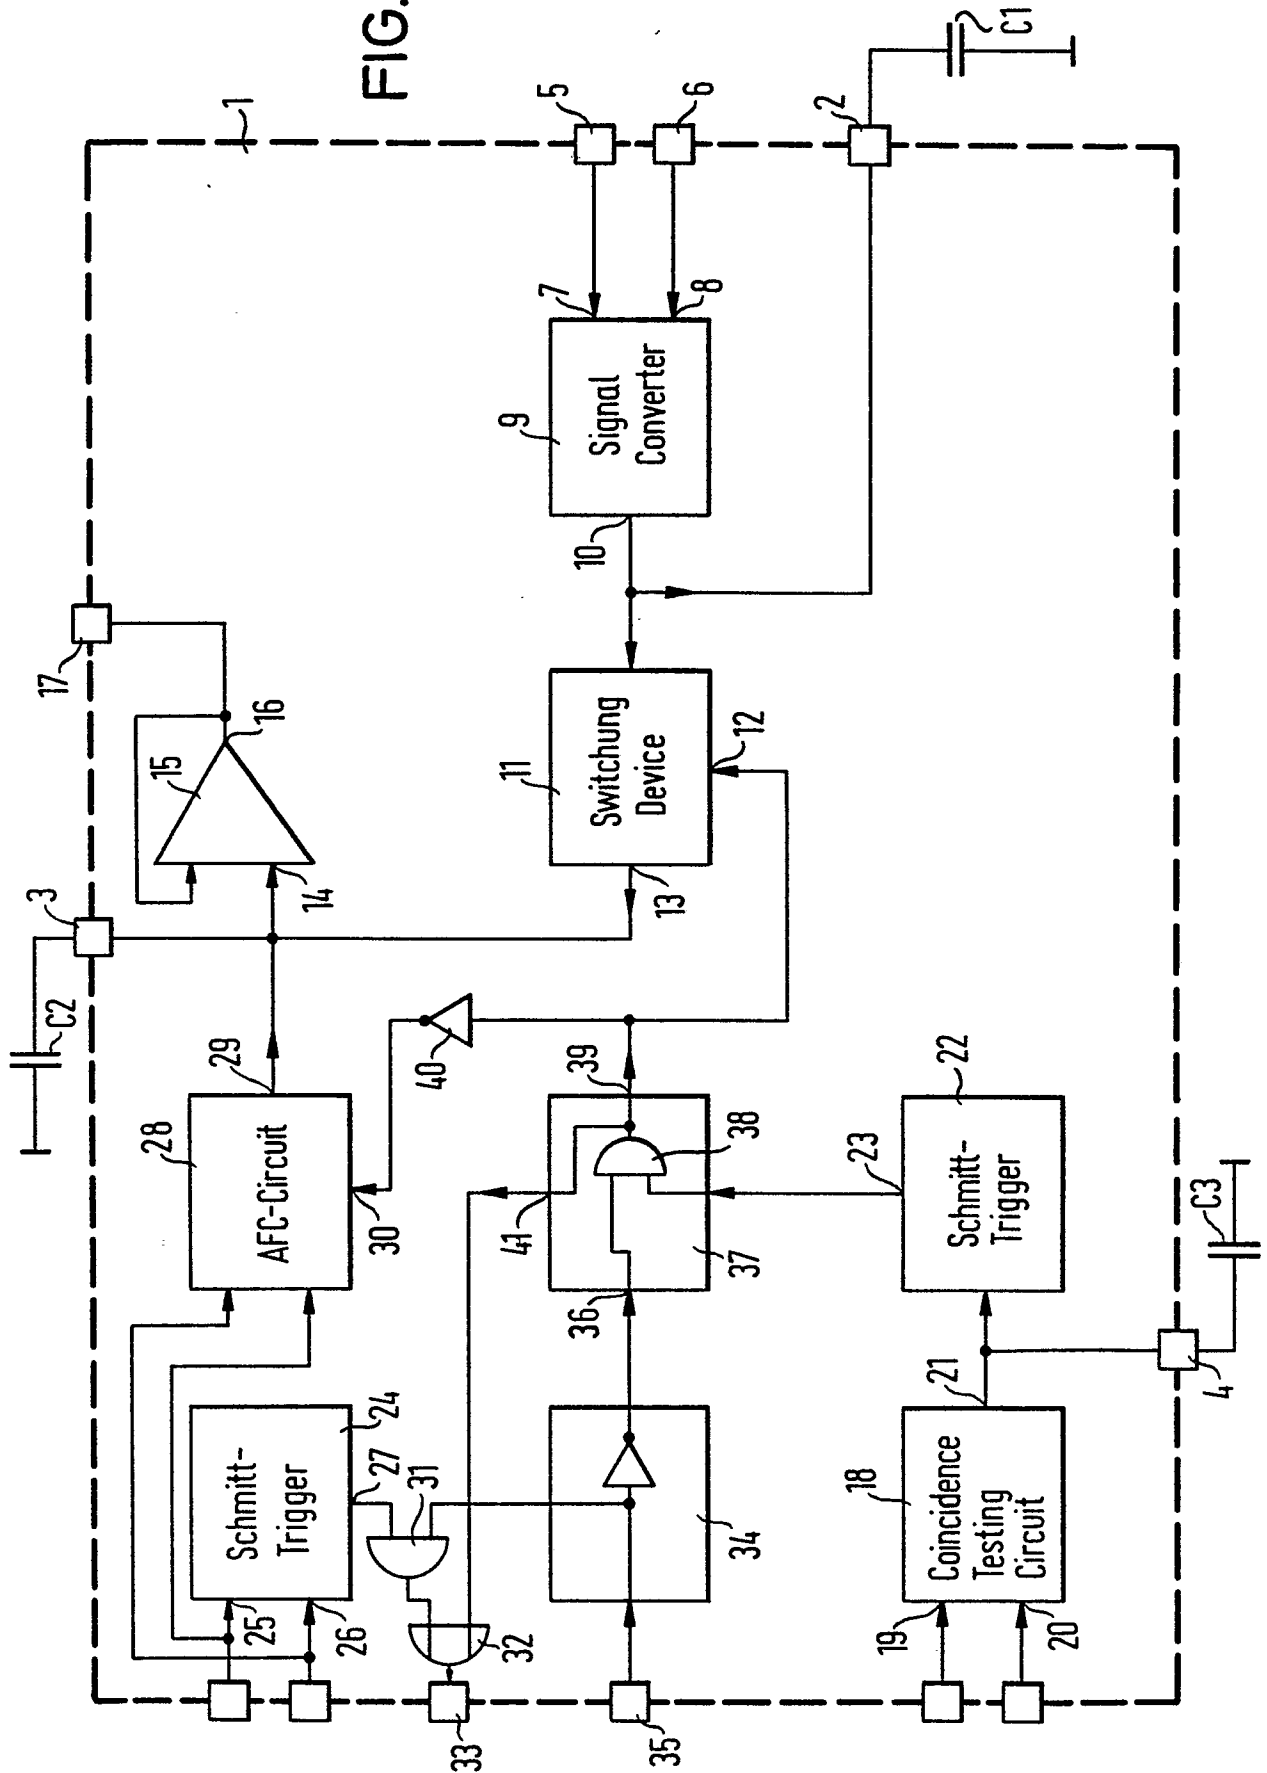 FIG.
1
17
3
C2
15
16
14
5
6
2
C1
7
8
9
Signal
Converter
10
11
Switchung
Device
12
13
28
AFC-Circuit
29
30
40
39
38
41
36
37
23
22
Schmitt-
Trigger
C3
4
24
Schmitt-
Trigger
25
26
27
31
32
33
34
35
21
18
Coincidence
Testing
Circuit
19
20